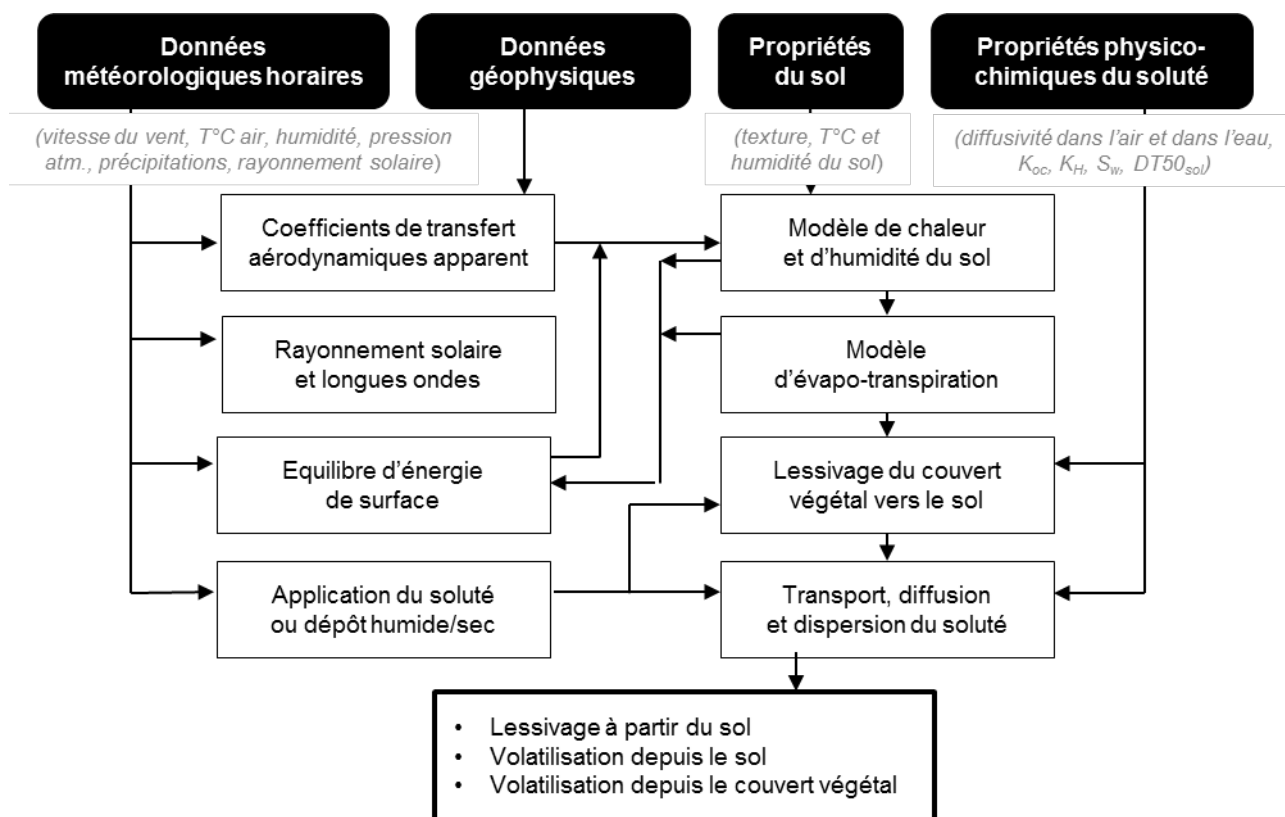 Données
météorologiques horaires
Données
géophysiques
Propriétés
du sol
Propriétés physico-
chimiques du soluté
(vitesse du vent, T°C air, humidité, pression
atm., précipitations, rayonnement solaire)
(texture, T°C et
humidité du sol)
(diffusivité dans l'air et dans l'eau,
Koc, KH, Sw, DT50sol)
Coefficients de transfert
aérodynamiques apparent
Modèle de chaleur
et d'humidité du sol
Rayonnement solaire
et longues ondes
Modèle
d'évapo-transpiration
Equilibre d'énergie
de surface
Lessivage du couvert
végétal vers le sol
Application du soluté
ou dépôt humide/sec
Transport, diffusion
et dispersion du soluté
• Lessivage à partir du sol
• Volatilisation depuis le sol
• Volatilisation depuis le couvert végétal